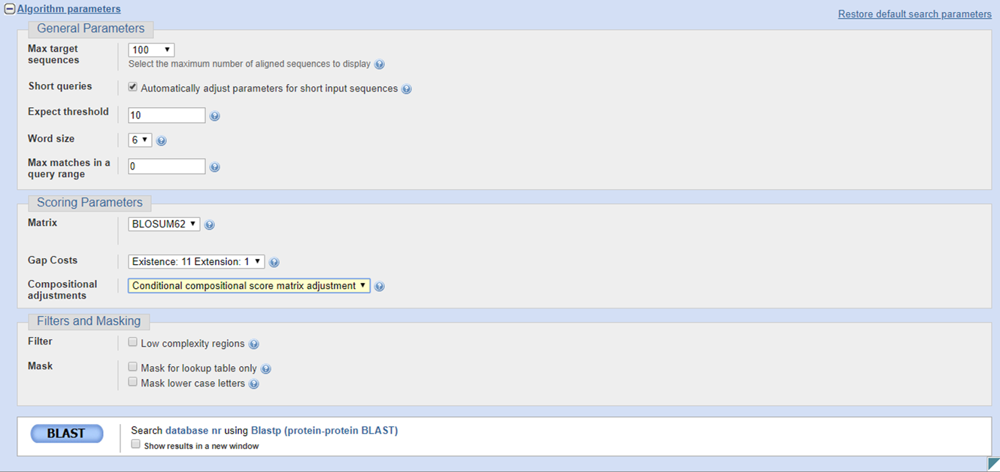 Algorithm parameters
Restore default search parameters
General Parameters
Max target
sequences
100
Select the maximum number of aligned sequences to display
Short queries
Automatically adjust parameters for short input sequences
Expect threshold
10
Word size
6
Max matches in a
query range
0
Scoring Parameters
Matrix
BLOSUM62
Gap Costs
Existence: 11 Extension: 1
Compositional
adjustments
Conditional compositional score matrix adjustment
Filters and Masking
Filter
Low complexity regions
Mask
Mask for lookup table only
Mask lower case letters
BLAST
Search database nr using Blastp (protein-protein BLAST)
Show results in a new window